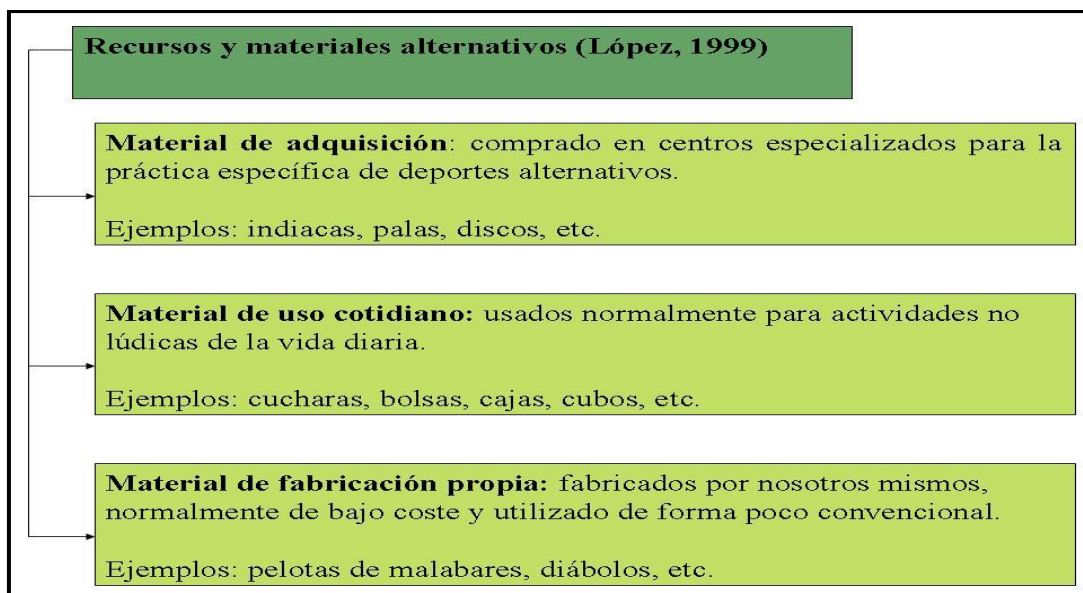 Recursos y materiales alternativos (López, 1999)
Material de adquisición: comprado en centros especializados para la
práctica específica de deportes alternativos.
Ejemplos: indiacas, palas, discos, etc.
Material de uso cotidiano: usados normalmente para actividades no
lúdicas de la vida diaria.
Ejemplos: cucharas, bolsas, cajas, cubos, etc.
Material de fabricación propia: fabricados por nosotros mismos,
normalmente de bajo coste y utilizado de forma poco convencional.
Ejemplos: pelotas de malabares, diábolos, etc.